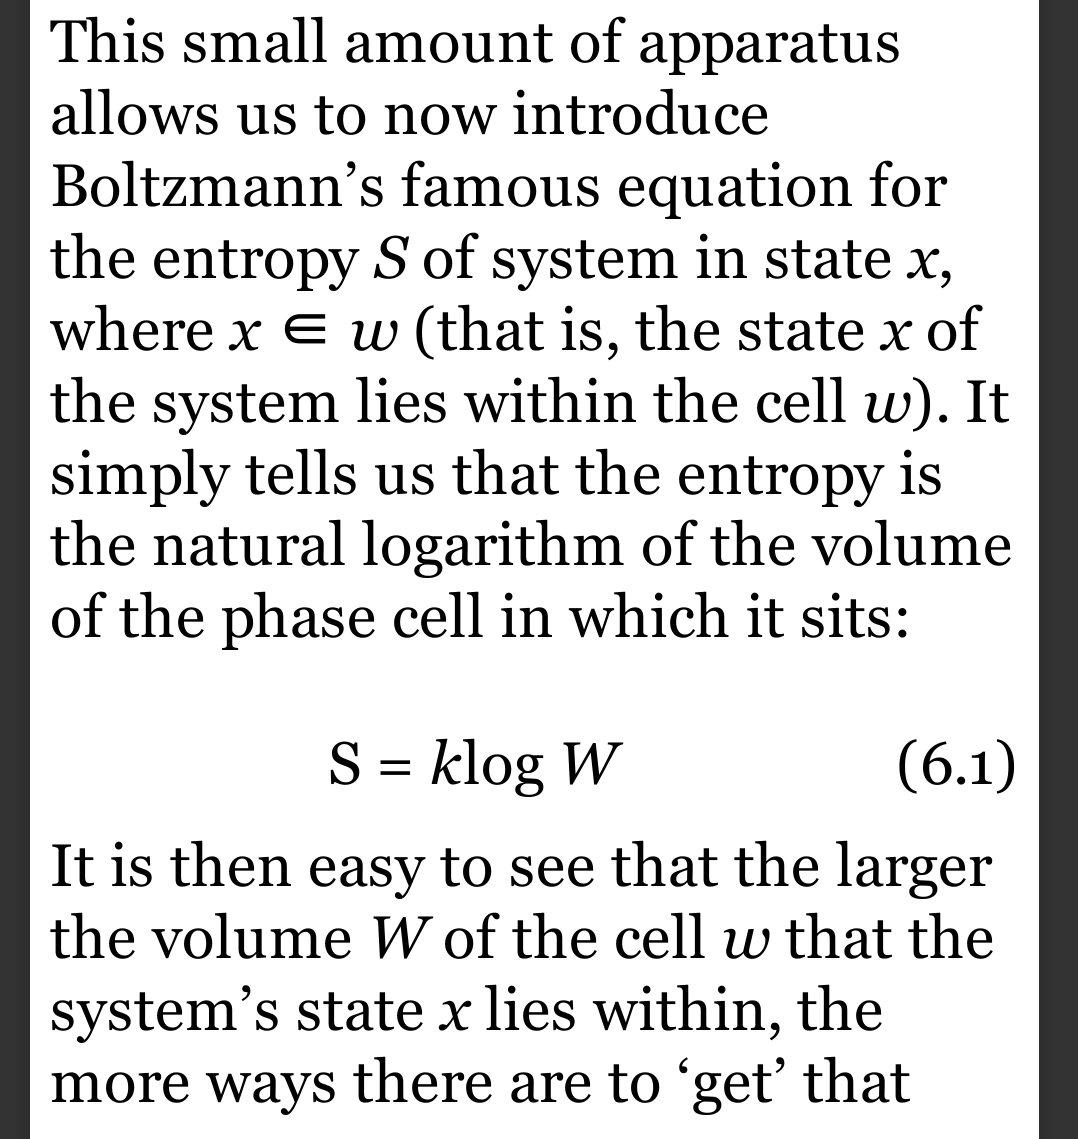 This small amount of apparatus
allows us to now introduce
Boltzmann’s famous equation for
the entropy S of system in state x,
where x ∈ w (that is, the state x of
the system lies within the cell w). It
simply tells us that the entropy is
the natural logarithm of the volume
of the phase cell in which it sits:
S = klog W (6.1)
It is then easy to see that the larger
the volume W of the cell w that the
system’s state x lies within, the
more ways there are to ‘get’ that